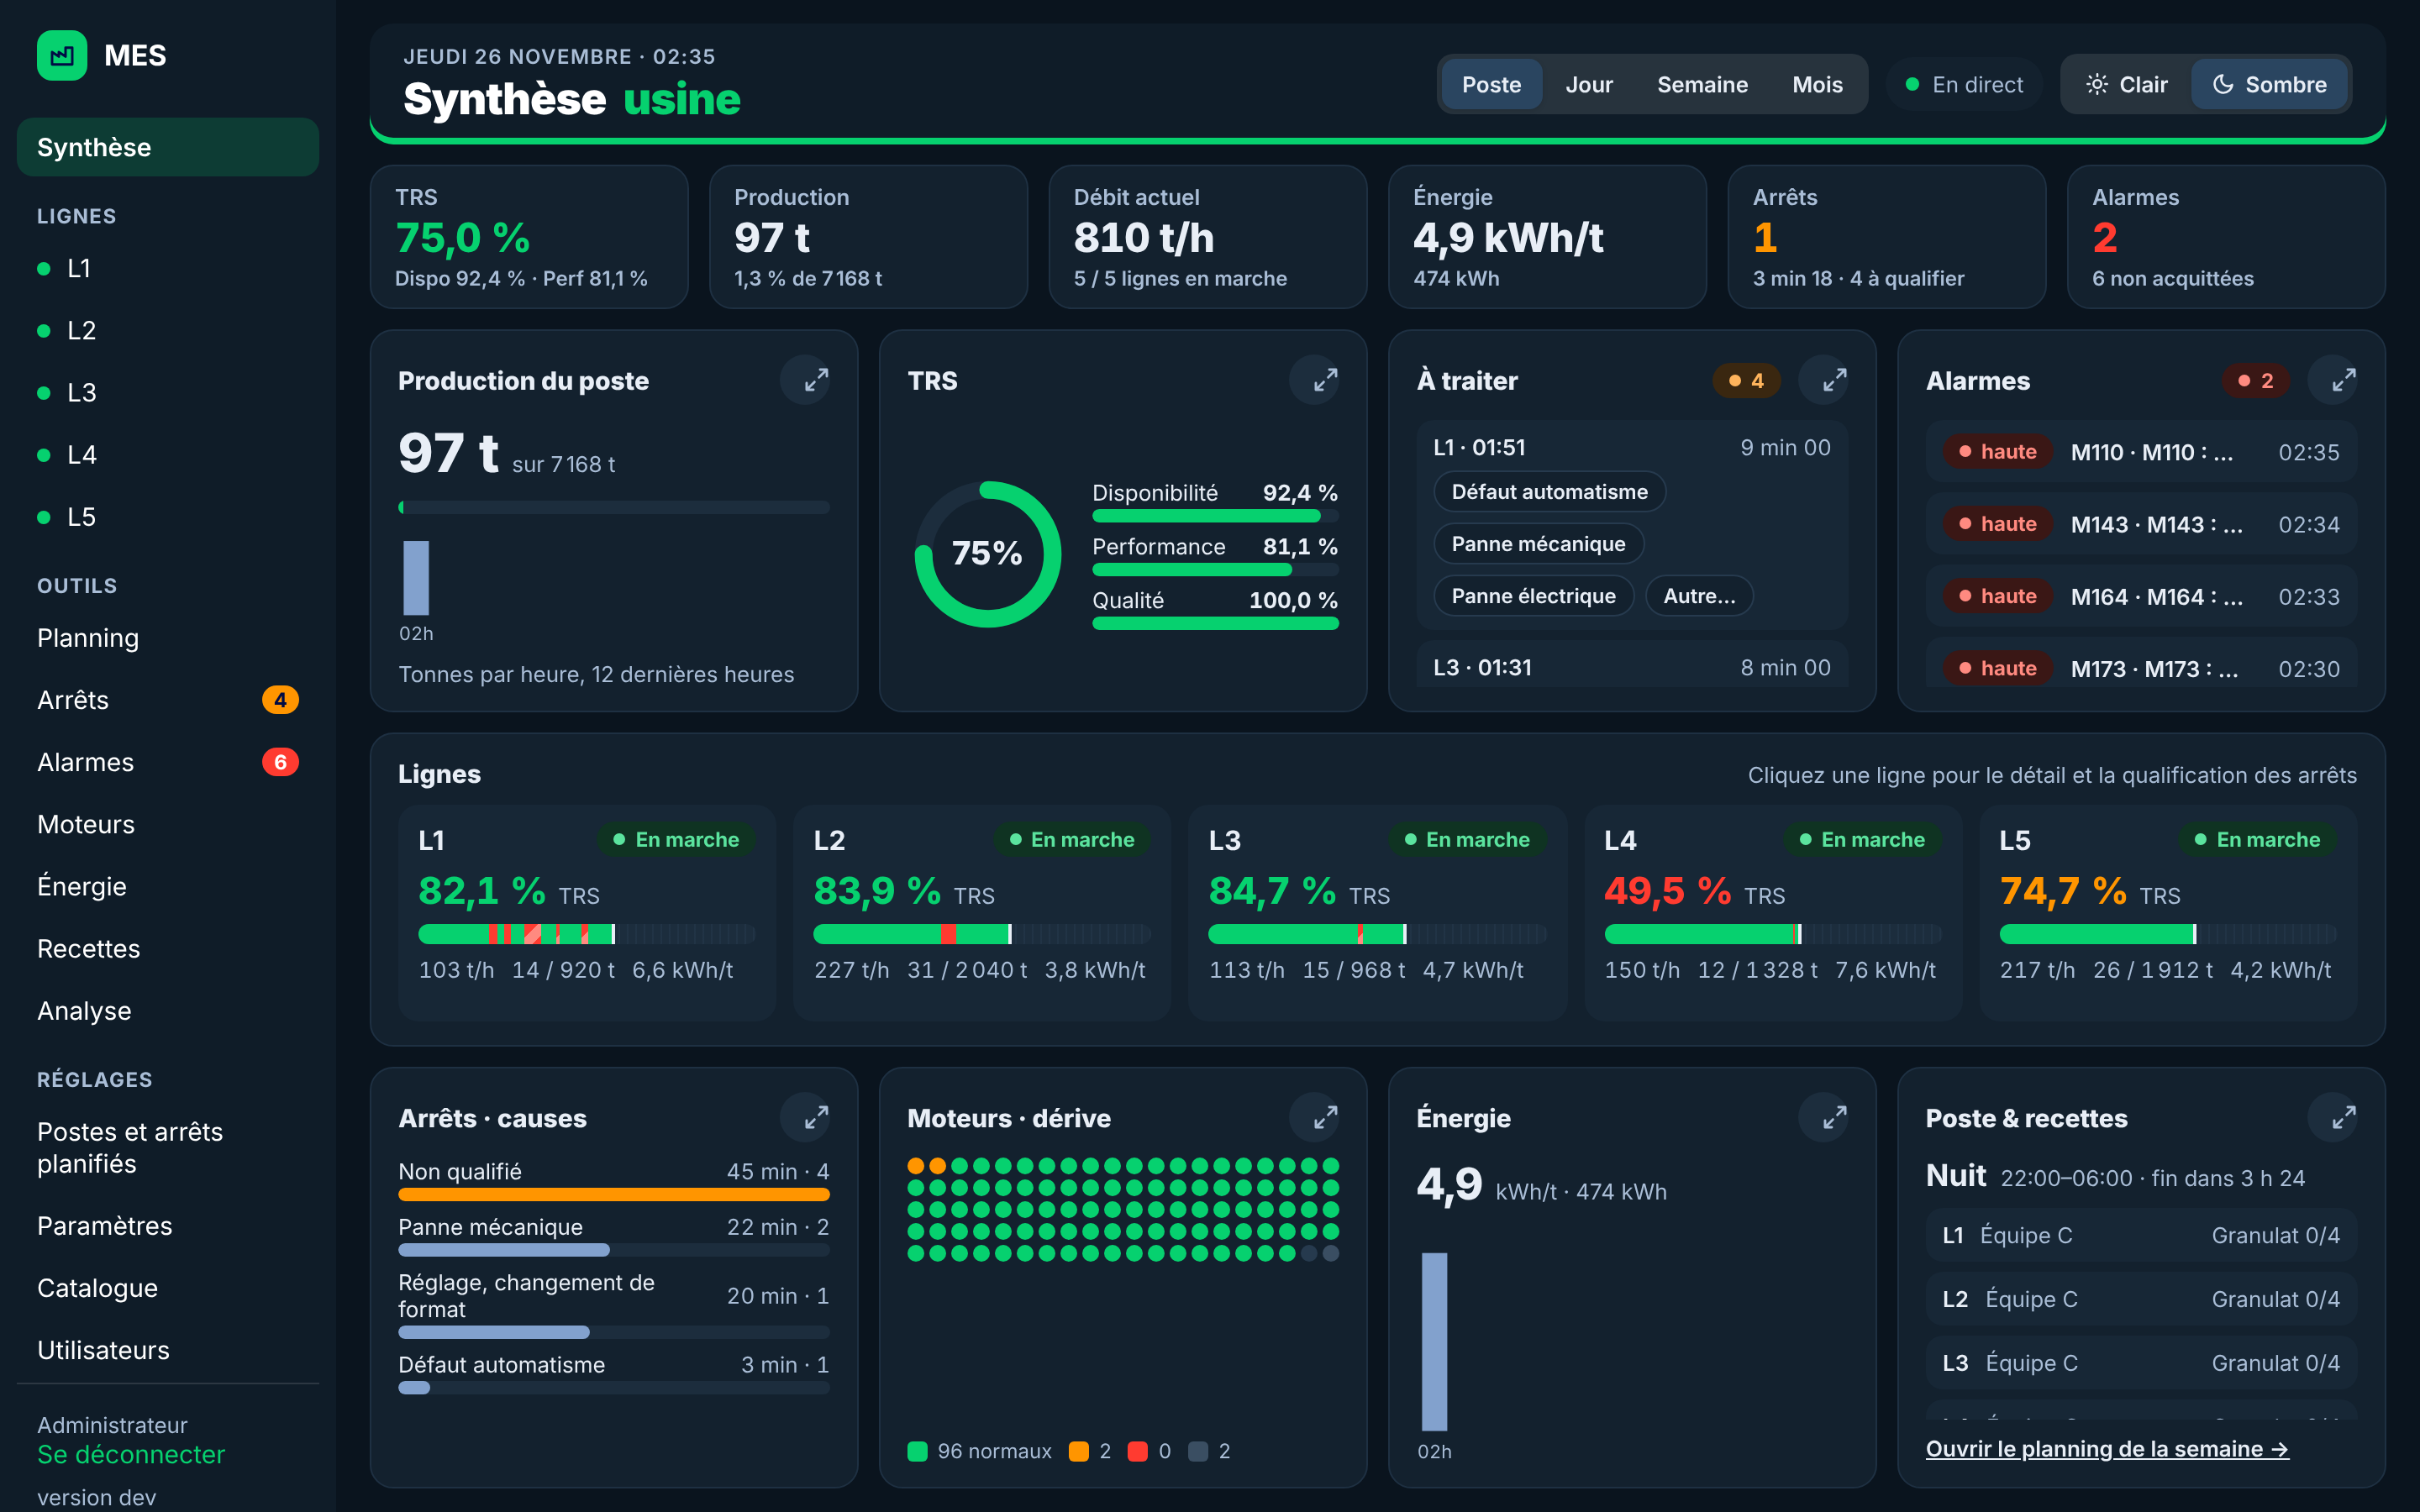 MES
Synthèse
LIGNES
L1
L2
L3
L4
L5
OUTILS
Planning
Arrêts 4
Alarmes 6
Moteurs
Énergie
Recettes
Analyse
RÉGLAGES
Postes et arrêts
planifiés
Paramètres
Catalogue
Utilisateurs
Administrateur
Se déconnecter
version dev
JEUDI 26 NOVEMBRE · 02:35
Synthèse usine
Poste Jour Semaine Mois
En direct
Clair Sombre
TRS
75,0 %
Dispo 92,4 % · Perf 81,1 %
Production
97 t
1,3 % de 7 168 t
Débit actuel
810 t/h
5 / 5 lignes en marche
Énergie
4,9 kWh/t
474 kWh
Arrêts
1
3 min 18 · 4 à qualifier
Alarmes
2
6 non acquittées
Production du poste
97 t sur 7 168 t
02h
Tonnes par heure, 12 dernières heures
TRS
75%
Disponibilité 92,4 %
Performance 81,1 %
Qualité 100,0 %
À traiter 4
L1 · 01:51 9 min 00
Défaut automatisme
Panne mécanique
Panne électrique Autre...
L3 · 01:31 8 min 00
Alarmes 2
haute M110 · M110 : ... 02:35
haute M143 · M143 : ... 02:34
haute M164 · M164 : ... 02:33
haute M173 · M173 : ... 02:30
Lignes
Cliquez une ligne pour le détail et la qualification des arrêts
L1 En marche
82,1 % TRS
103 t/h 14 / 920 t 6,6 kWh/t
L2 En marche
83,9 % TRS
227 t/h 31 / 2 040 t 3,8 kWh/t
L3 En marche
84,7 % TRS
113 t/h 15 / 968 t 4,7 kWh/t
L4 En marche
49,5 % TRS
150 t/h 12 / 1 328 t 7,6 kWh/t
L5 En marche
74,7 % TRS
217 t/h 26 / 1 912 t 4,2 kWh/t
Arrêts · causes
Non qualifié 45 min · 4
Panne mécanique 22 min · 2
Réglage, changement de
format 20 min · 1
Défaut automatisme 3 min · 1
Moteurs · dérive
96 normaux 2 0 2
Énergie
4,9 kWh/t · 474 kWh
02h
Poste & recettes
Nuit 22:00–06:00 · fin dans 3 h 24
L1 Équipe C Granulat 0/4
L2 Équipe C Granulat 0/4
L3 Équipe C Granulat 0/4
Ouvrir le planning de la semaine →